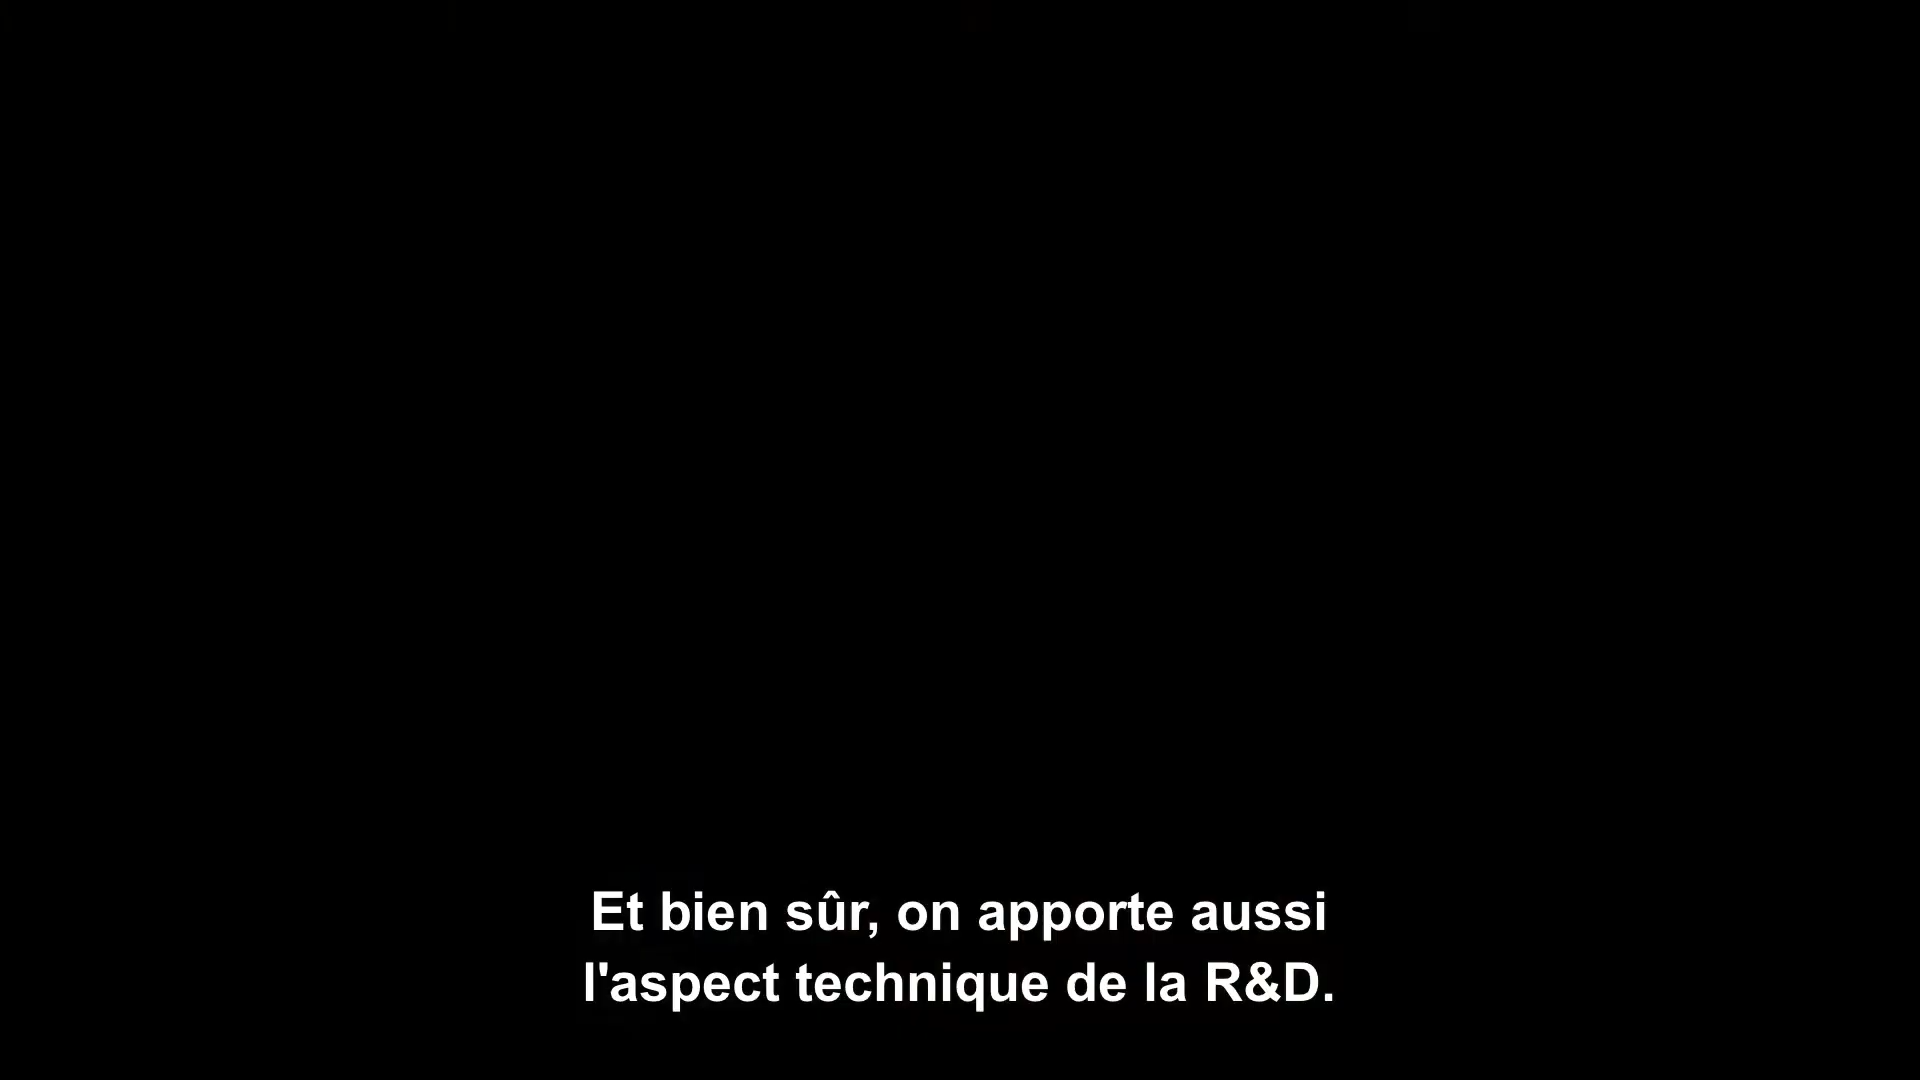 Et bien sûr, on apporte aussi
l'aspect technique de la R&D.